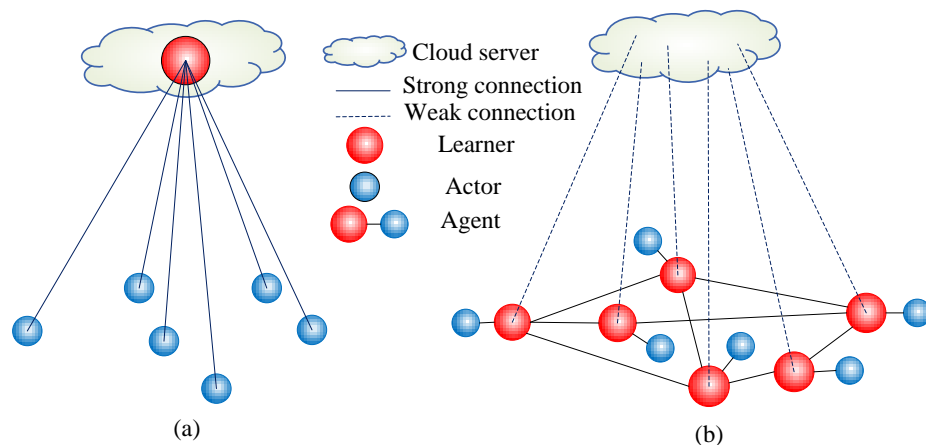 Cloud server
Strong connection
Weak connection
Learner
Actor
Agent
(a)
(b)